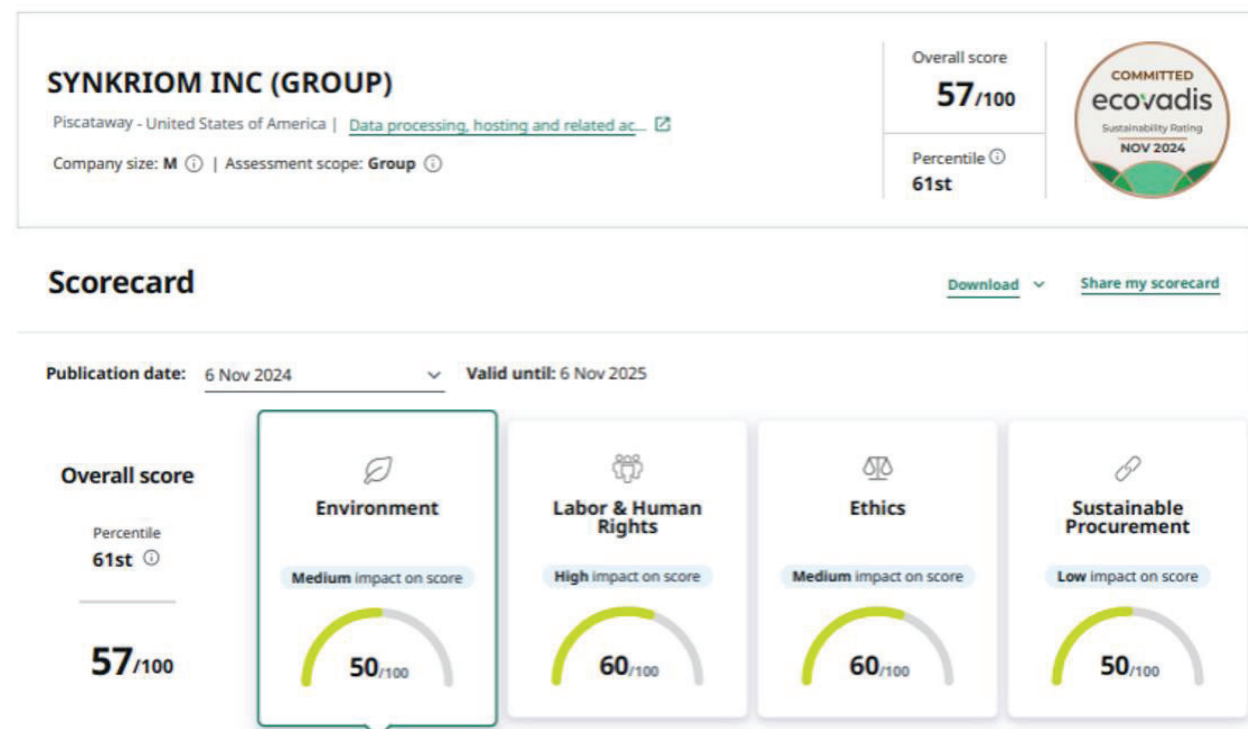 SYNKRIOM INC (GROUP)
Piscataway - United States of America | Data processing, hosting and related ac...
Company size: M | Assessment scope: Group
Overall score
57/100
Percentile
61st
COMMITTED
ecovadis
Sustainability Rating
NOV 2024
Scorecard
Download
Share my scorecard
Publication date: 6 Nov 2024
Valid until: 6 Nov 2025
Overall score
Percentile
61st
57/100
Environment
Medium impact on score
50/100
Labor & Human
Rights
High impact on score
60/100
Ethics
Medium impact on score
60/100
Sustainable
Procurement
Low impact on score
50/100